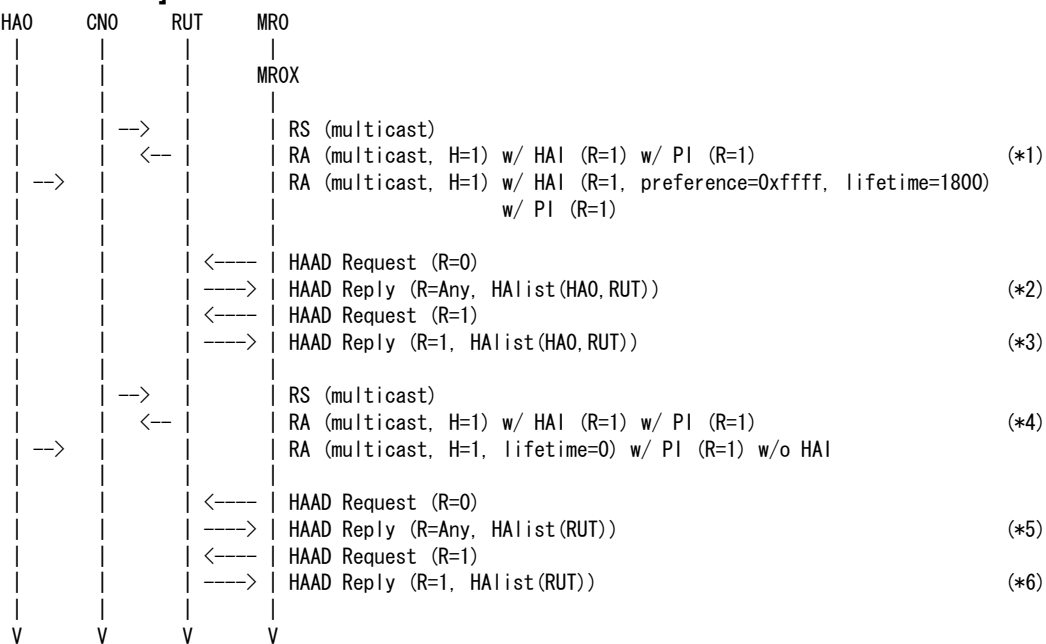 HA0 CN0 RUT MR0
| | | |
| | | MR0X
| | | |
| | --> | | RS (multicast)
| | <-- | | RA (multicast, H=1) w/ HAI (R=1) w/ PI (R=1) (*1)
| --> | | | RA (multicast, H=1) w/ HAI (R=1, preference=0xffff, lifetime=1800)
| | | | w/ PI (R=1)
| | | |
| | | <---- | HAAD Request (R=0)
| | | ----> | HAAD Reply (R=Any, HAlist(HA0,RUT)) (*2)
| | | <---- | HAAD Request (R=1)
| | | ----> | HAAD Reply (R=1, HAlist(HA0,RUT)) (*3)
| | | |
| | --> | | RS (multicast)
| | <-- | | RA (multicast, H=1) w/ HAI (R=1) w/ PI (R=1) (*4)
| --> | | | RA (multicast, H=1, lifetime=0) w/ PI (R=1) w/o HAI
| | | |
| | | <---- | HAAD Request (R=0)
| | | ----> | HAAD Reply (R=Any, HAlist(RUT)) (*5)
| | | <---- | HAAD Request (R=1)
| | | ----> | HAAD Reply (R=1, HAlist(RUT)) (*6)
| | | |
V V V V